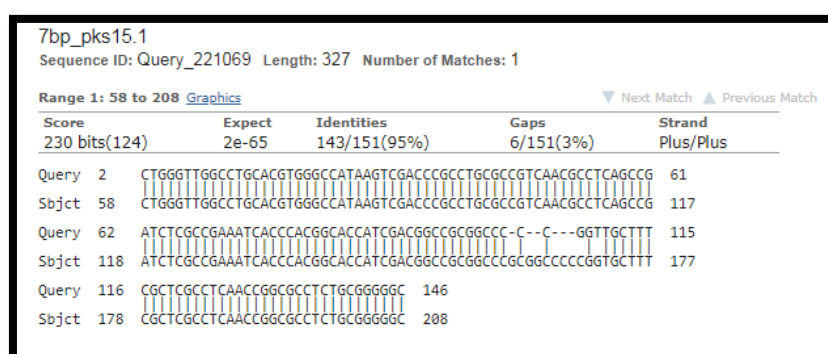 7bp_pks15.1
Sequence ID: Query_221069 Length: 327 Number of Matches: 1
Range 1: 58 to 208 Graphics ▼ Next Match ▲ Previous Match
Score Expect Identities Gaps Strand
230 bits(124) 2e-65 143/151(95%) 6/151(3%) Plus/Plus
Query 2 CTGGGTTGGCCTGCACGTGGGCCATAAGTCGACCCGCCTGCGCCGTCAACGCCTCAGCCG 61
Sbjct 58 CTGGGTTGGCCTGCACGTGGGCCATAAGTCGACCCGCCTGCGCCGTCAACGCCTCAGCCG 117
Query 62 ATCTCGCCGAAATCACCCACGGCACCATCGACGGCCGCGGCCC-C--C---GGTTGCTTT 115
Sbjct 118 ATCTCGCCGAAATCACCCACGGCACCATCGACGGCCGCGGCCCGCGGCCCCCGGTGCTTT 177
Query 116 CGCTCGCCTCAACCGGCGCCTCTGCGGGGGC 146
Sbjct 178 CGCTCGCCTCAACCGGCGCCTCTGCGGGGGC 208